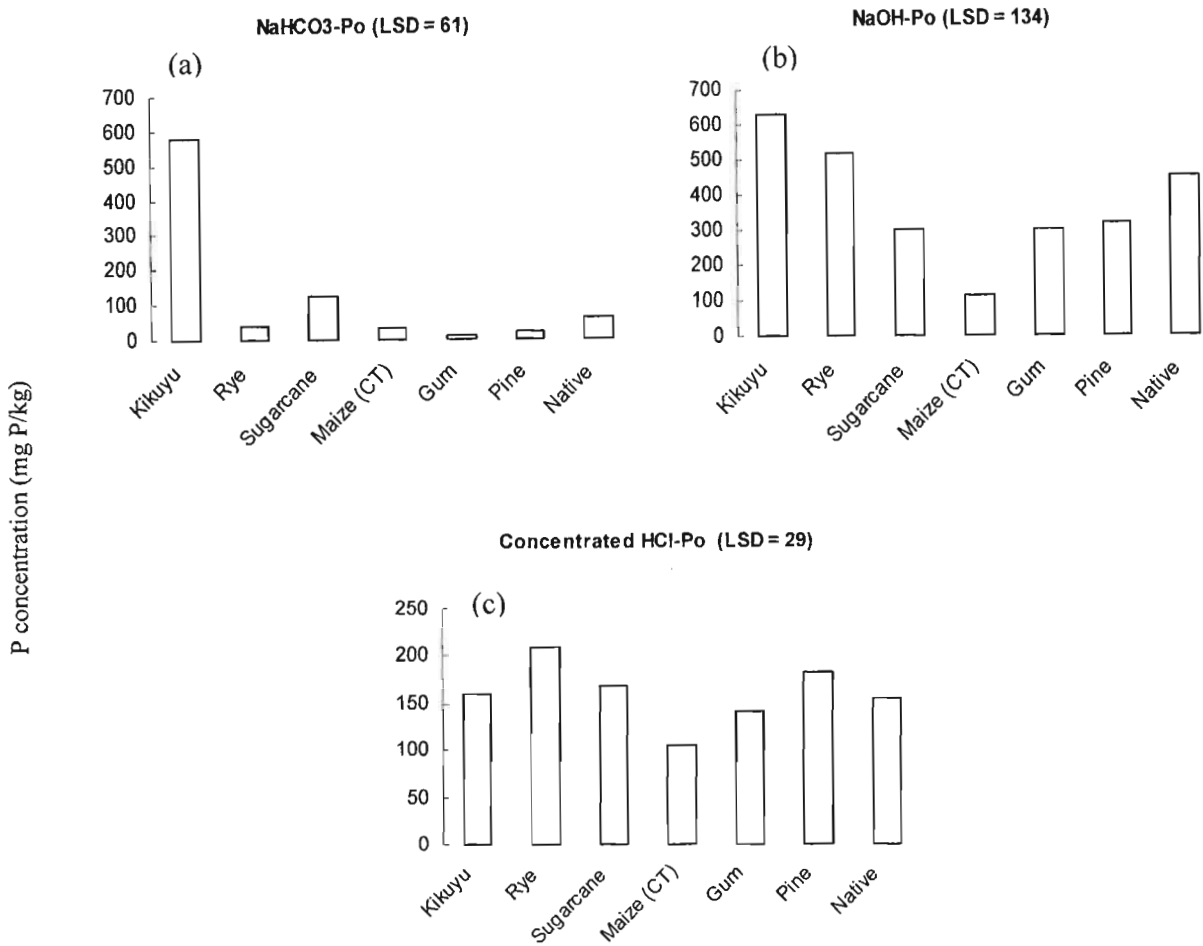 NaHCO3-Po (LSD = 61)
(a)
700
600
500
400
300
200
100
0
Kikuyu
Rye
Sugarcane
Maize (CT)
Gum
Pine
Native
NaOH-Po (LSD = 134)
(b)
700
600
500
400
300
200
100
0
Kikuyu
Rye
Sugarcane
Maize (CT)
Gum
Pine
Native
P concentration (mg P/kg)
Concentrated HCl-Po (LSD = 29)
(c)
250
200
150
100
50
0
Kikuyu
Rye
Sugarcane
Maize (CT)
Gum
Pine
Native